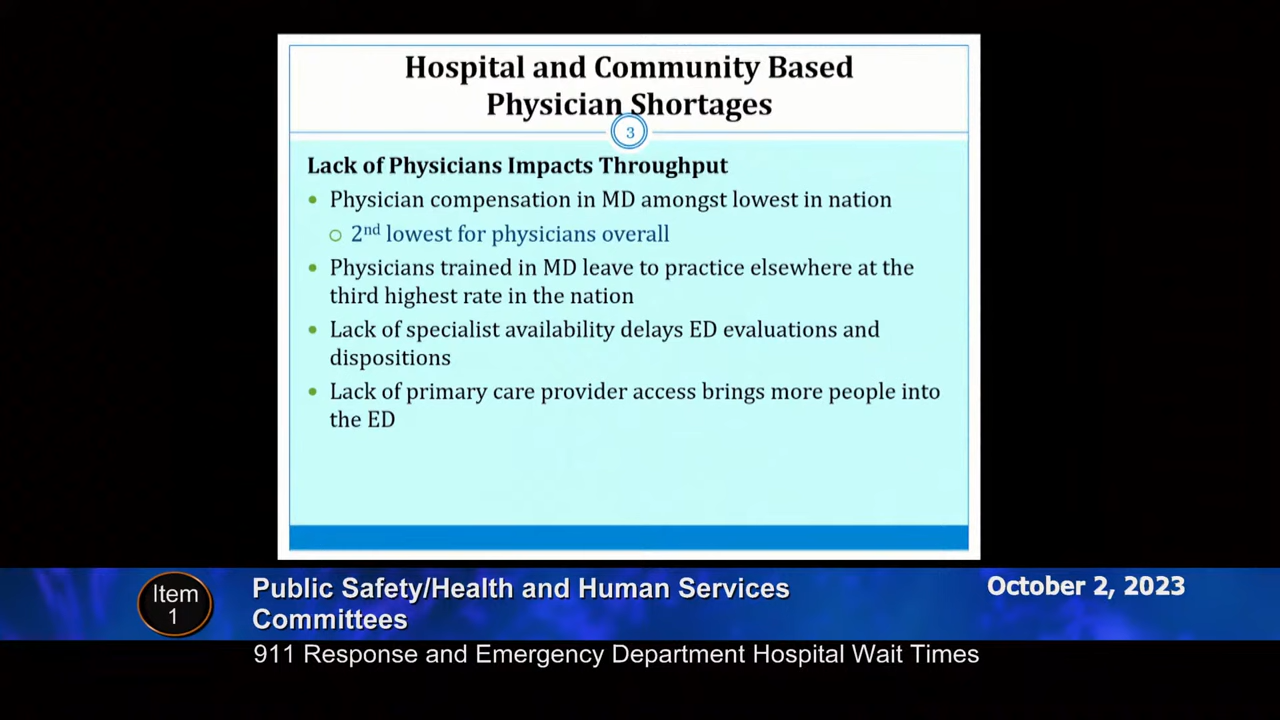 Hospital and Community Based
Physician Shortages
3
Lack of Physicians Impacts Throughput
• Physician compensation in MD amongst lowest in nation
○ 2nd lowest for physicians overall
• Physicians trained in MD leave to practice elsewhere at the
third highest rate in the nation
• Lack of specialist availability delays ED evaluations and
dispositions
• Lack of primary care provider access brings more people into
the ED
Item
1
Public Safety/Health and Human Services
Committees
October 2, 2023
911 Response and Emergency Department Hospital Wait Times